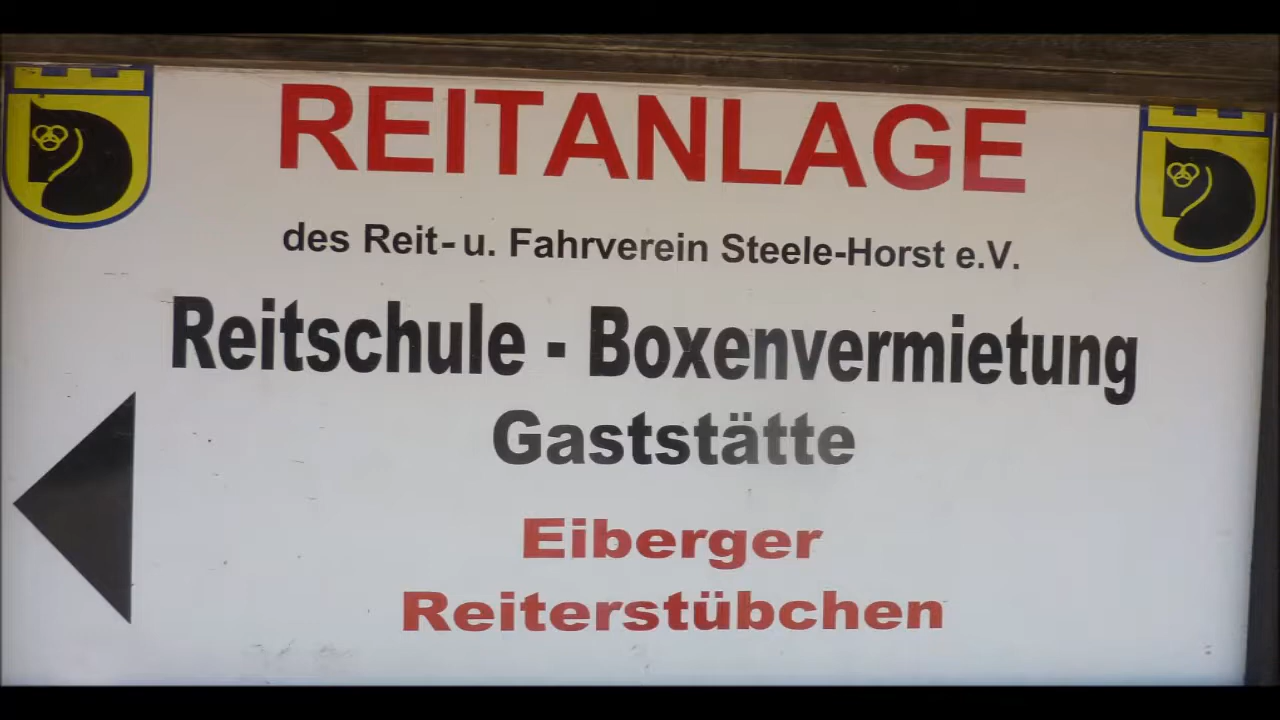 REITANLAGE
des Reit- u. Fahrverein Steele-Horst e.V.
Reitschule - Boxenvermietung
Gaststätte
Eiberger
Reiterstübchen